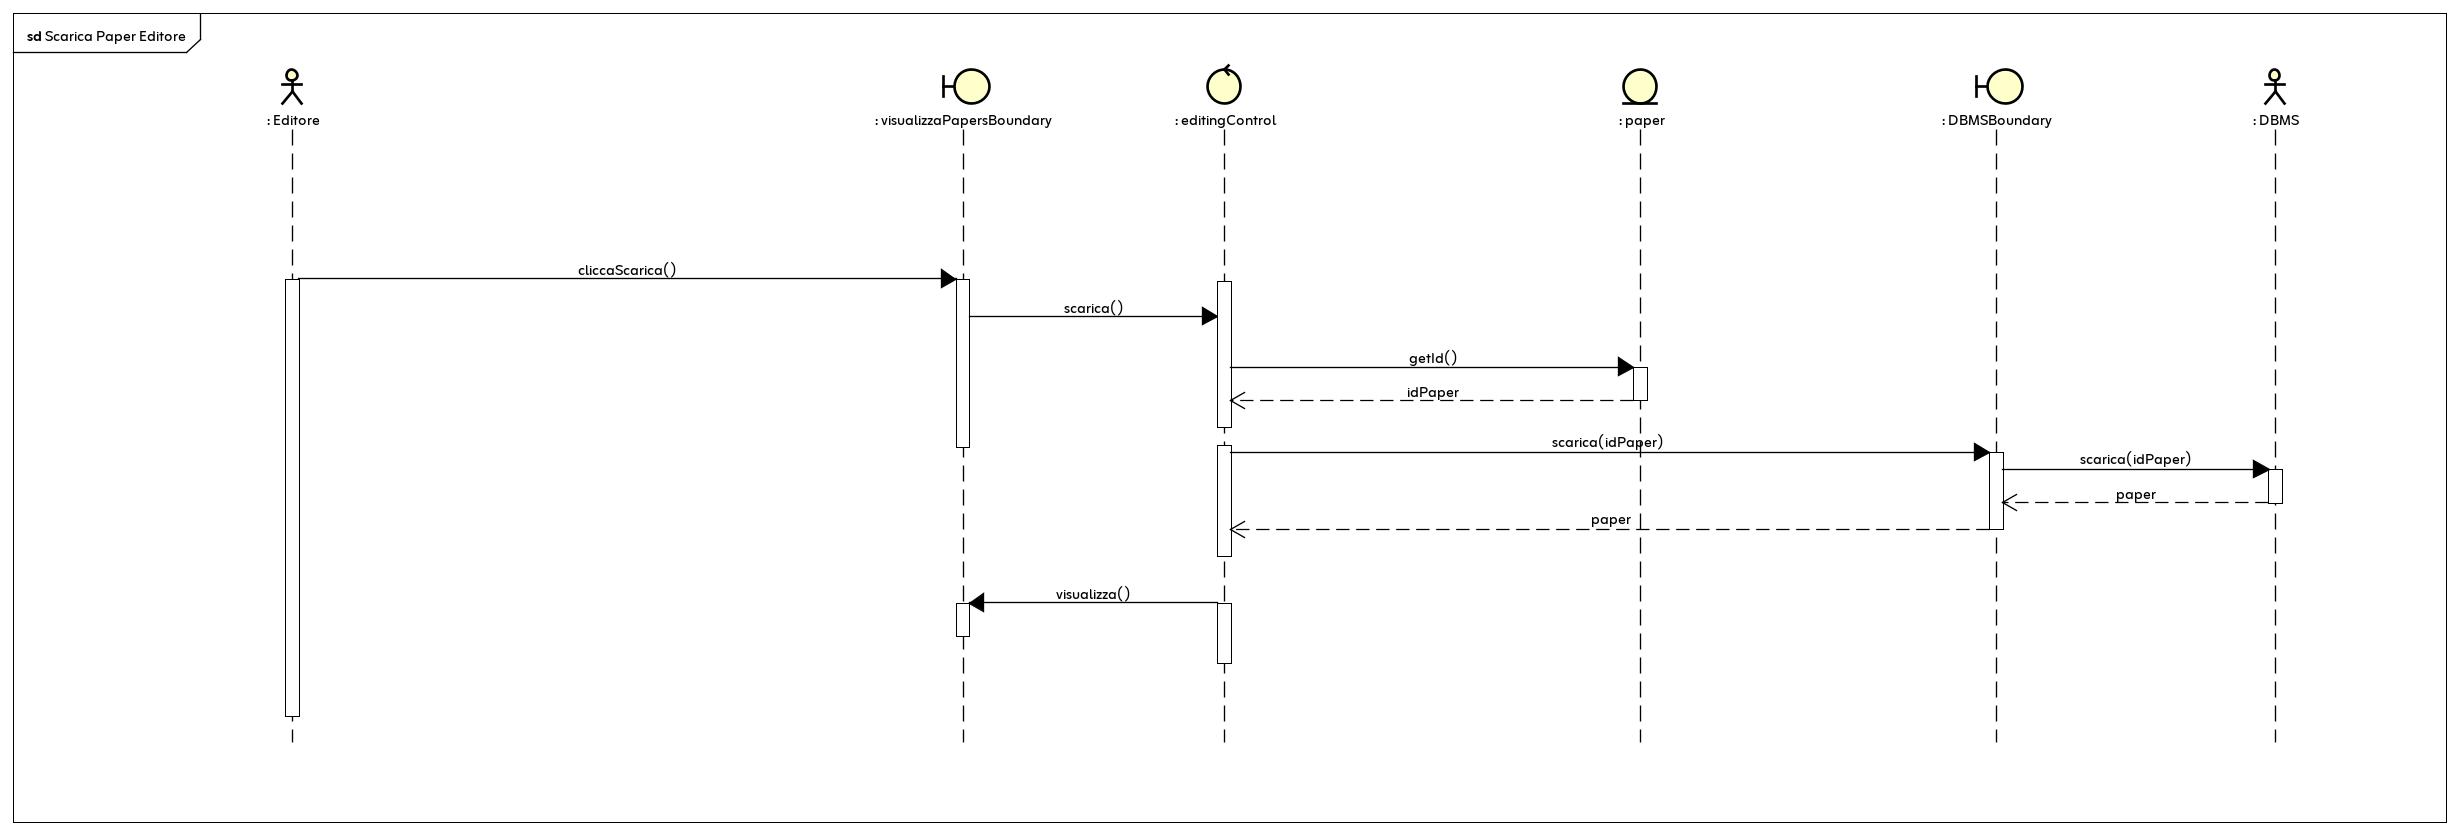 sd Scarica Paper Editore
: Editore
: visualizzaPapersBoundary
: editingControl
: paper
: DBMSBoundary
: DBMS
cliccaScarica()
scarica()
getId()
idPaper
scarica(idPaper)
scarica(idPaper)
paper
paper
visualizza()